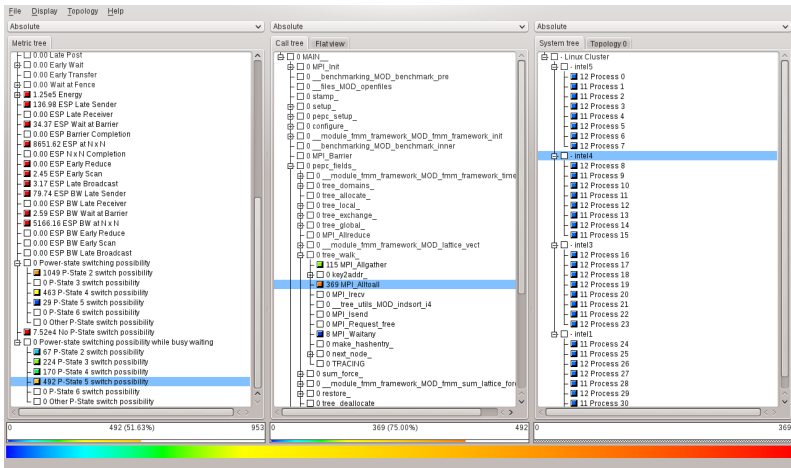 File Display Topology Help
Absolute
Metric tree
0.00 Late Post
0.00 Early Wait
0.00 Early Transfer
0.00 Wait at Fence
1.25e5 Energy
136.98 ESP Late Sender
0.00 ESP Late Receiver
34.37 ESP Wait at Barrier
0.00 ESP Barrier Completion
8651.62 ESP at N x N
0.00 ESP N x N Completion
0.00 ESP Early Reduce
2.45 ESP Early Scan
3.17 ESP Late Broadcast
79.74 ESP BW Late Sender
0.00 ESP BW Late Receiver
2.59 ESP BW Wait at Barrier
5166.16 ESP BW at N x N
0.00 ESP BW Early Reduce
0.00 ESP BW Early Scan
0.00 ESP BW Late Broadcast
0 Power-state switching possibility
1049 P-State 2 switch possibility
0 P-State 3 switch possibility
463 P-State 4 switch possibility
29 P-State 5 switch possibility
0 P-State 6 switch possibility
0 Other P-State switch possibility
7.52e4 No P-State switch possibility
0 Power-state switching possibility while busy waiting
67 P-State 2 switch possibility
224 P-State 3 switch possibility
170 P-State 4 switch possibility
492 P-State 5 switch possibility
0 P-State 6 switch possibility
0 Other P-State switch possibility
0 492 (51.63%) 953
Absolute
Call tree Flat view
0 MAIN__
0 MPI_Init
0 __benchmarking_MOD_benchmark_pre
0 __files_MOD_openfiles
0 stamp_
0 setup_
0 pepc_setup_
0 configure_
0 __module_fmm_framework_MOD_fmm_framework_init
0 __benchmarking_MOD_benchmark_inner
0 MPI_Barrier
0 pepc_fields_
0 __module_fmm_framework_MOD_fmm_framework_time
0 tree_domains_
0 tree_allocate_
0 tree_local_
0 tree_exchange_
0 tree_global_
0 MPI_Allreduce
0 __module_fmm_framework_MOD_lattice_vect
0 tree_walk_
115 MPI_Allgather
0 key2addr_
369 MPI_Alltoall
0 MPI_Irecv
0 __tree_utils_MOD_indsort_i4
0 MPI_Isend
0 MPI_Request_free
8 MPI_Waitany
0 make_hashentry_
0 next_node_
0 TRACING
0 sum_force_
0 __module_fmm_framework_MOD_fmm_sum_lattice_for
0 restore_
0 tree_deallocate
0 369 (75.00%) 492
Absolute
System tree Topology 0
- Linux Cluster
- intel5
12 Process 0
11 Process 1
11 Process 2
12 Process 3
11 Process 4
12 Process 5
12 Process 6
12 Process 7
- intel4
12 Process 8
11 Process 9
12 Process 10
11 Process 11
12 Process 12
11 Process 13
12 Process 14
11 Process 15
- intel3
12 Process 16
12 Process 17
12 Process 18
12 Process 19
11 Process 20
11 Process 21
11 Process 22
12 Process 23
- intel1
11 Process 24
11 Process 25
12 Process 26
12 Process 27
11 Process 28
11 Process 29
11 Process 30
0 369